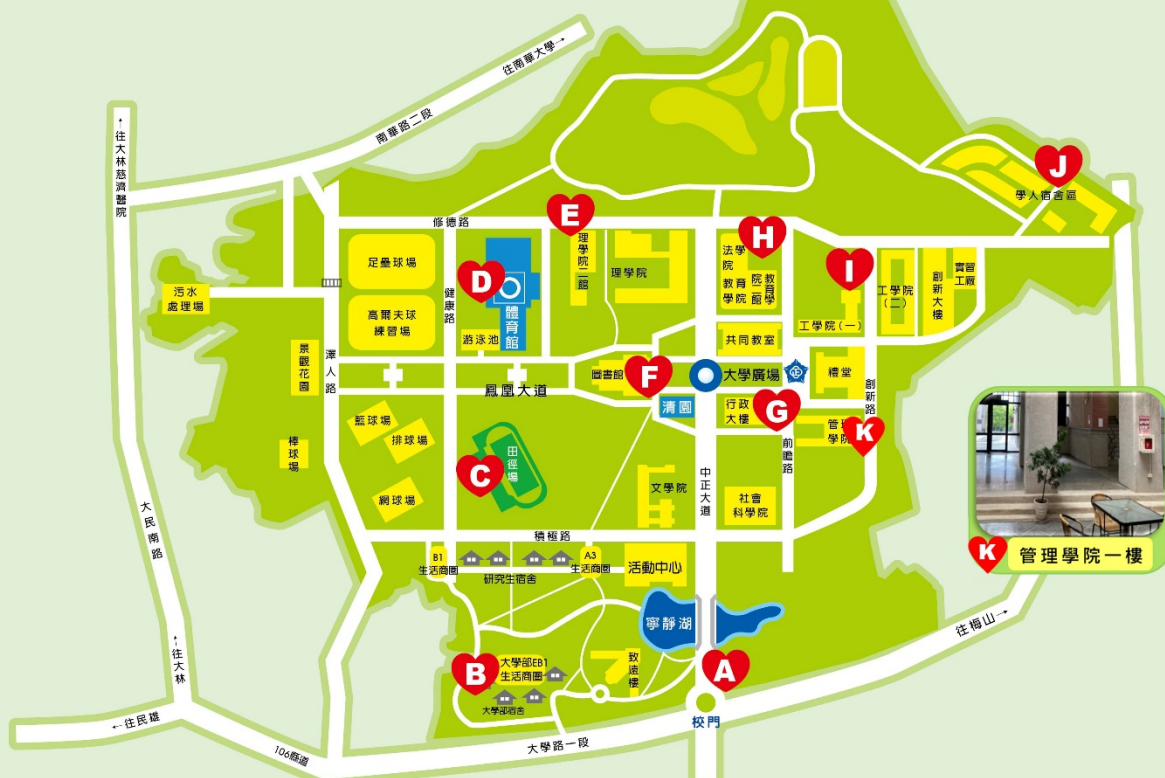 往南華大學→
南華路二段
←往大林慈濟醫院
J
學人宿舍區
E
修德路
H
理學院二館
理學院
法學院
教育學院
教育學院二館
I
足壘球場
D
健康路
體育館
工學院(一)
工學院(二)
創新大樓
實習工廠
污水
處理場
高爾夫球
練習場
游泳池
共同教室
景觀花園
澤人路
圖書館
F
大學廣場
禮堂
鳳凰大道
創新路
清園
行政
大樓
G
管理
學院
K
籃球場
排球場
棒球場
C
田徑場
前瞻路
中正大道
網球場
文學院
社會
科學院
大民南路
積極路
K
管理學院一樓
B1
生活商圈
研究生宿舍
A3
生活商圈
活動中心
寧靜湖
往梅山→
←往大林
B
大學部EB1
生活商圈
致遠樓
A
大學部宿舍
校門
←往民雄
大學路一段
106縣道